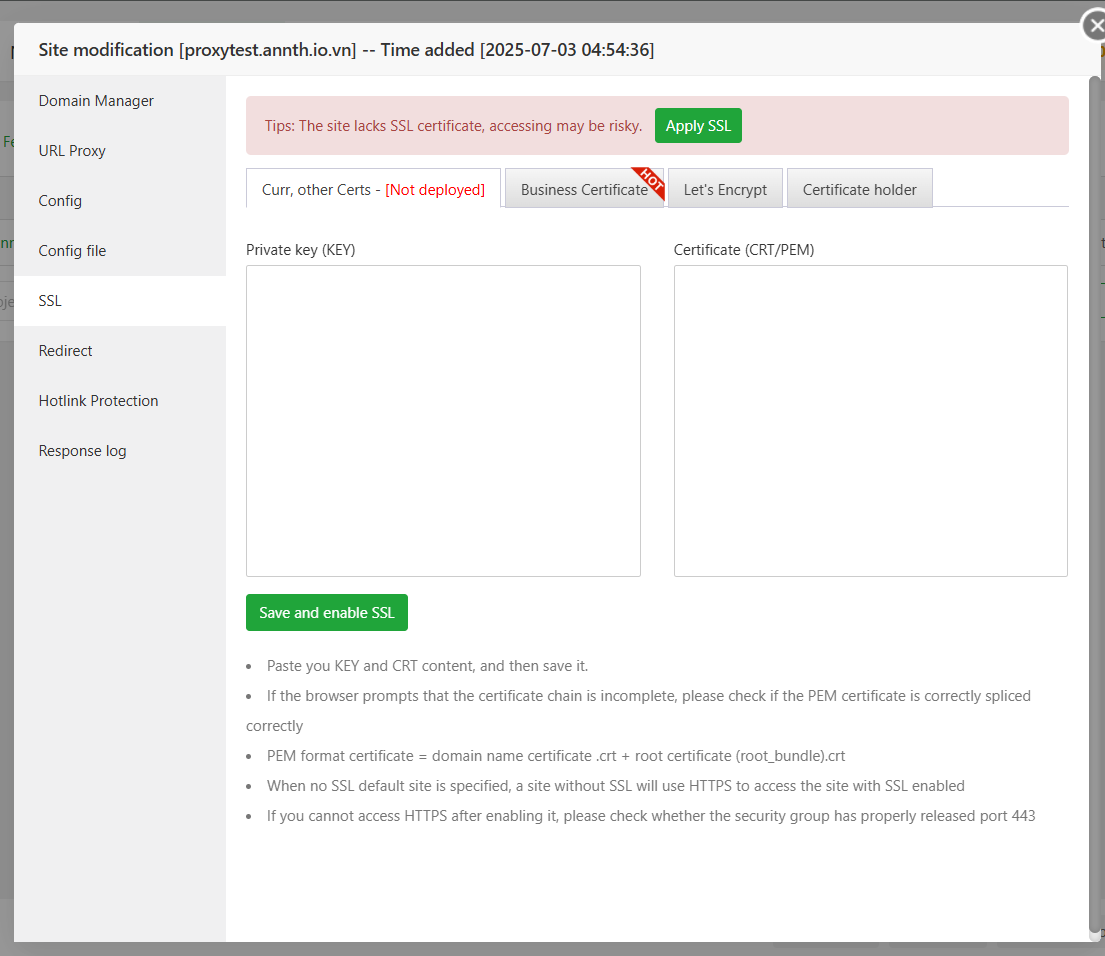 Site modification [proxytest.annth.io.vn] -- Time added [2025-07-03 04:54:36]
Domain Manager
URL Proxy
Config
Config file
SSL
Redirect
Hotlink Protection
Response log
Tips: The site lacks SSL certificate, accessing may be risky. Apply SSL
Curr, other Certs - [Not deployed] Business Certificate HOT Let's Encrypt Certificate holder
Private key (KEY) Certificate (CRT/PEM)
Save and enable SSL
Paste you KEY and CRT content, and then save it.
If the browser prompts that the certificate chain is incomplete, please check if the PEM certificate is correctly spliced
correctly
PEM format certificate = domain name certificate .crt + root certificate (root_bundle).crt
When no SSL default site is specified, a site without SSL will use HTTPS to access the site with SSL enabled
If you cannot access HTTPS after enabling it, please check whether the security group has properly released port 443